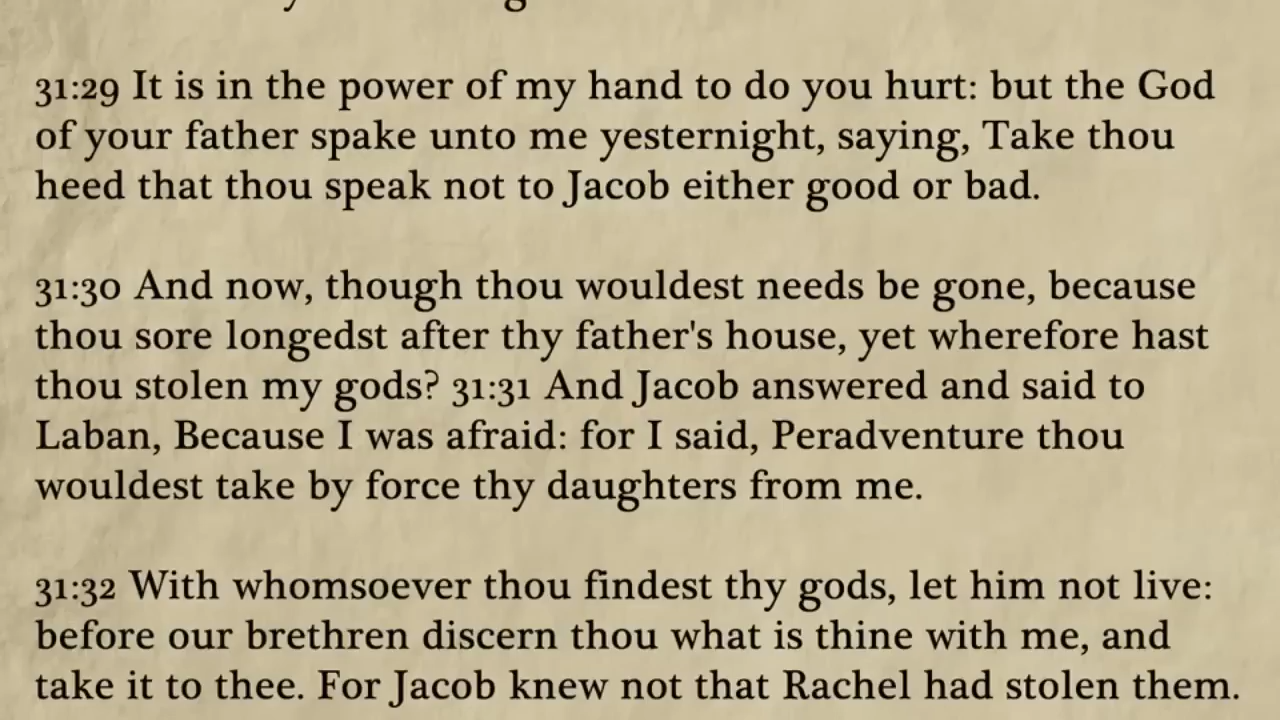 31:29 It is in the power of my hand to do you hurt: but the God
of your father spake unto me yesternight, saying, Take thou
heed that thou speak not to Jacob either good or bad.
31:30 And now, though thou wouldest needs be gone, because
thou sore longedst after thy father's house, yet wherefore hast
thou stolen my gods? 31:31 And Jacob answered and said to
Laban, Because I was afraid: for I said, Peradventure thou
wouldest take by force thy daughters from me.
31:32 With whomsoever thou findest thy gods, let him not live:
before our brethren discern thou what is thine with me, and
take it to thee. For Jacob knew not that Rachel had stolen them.